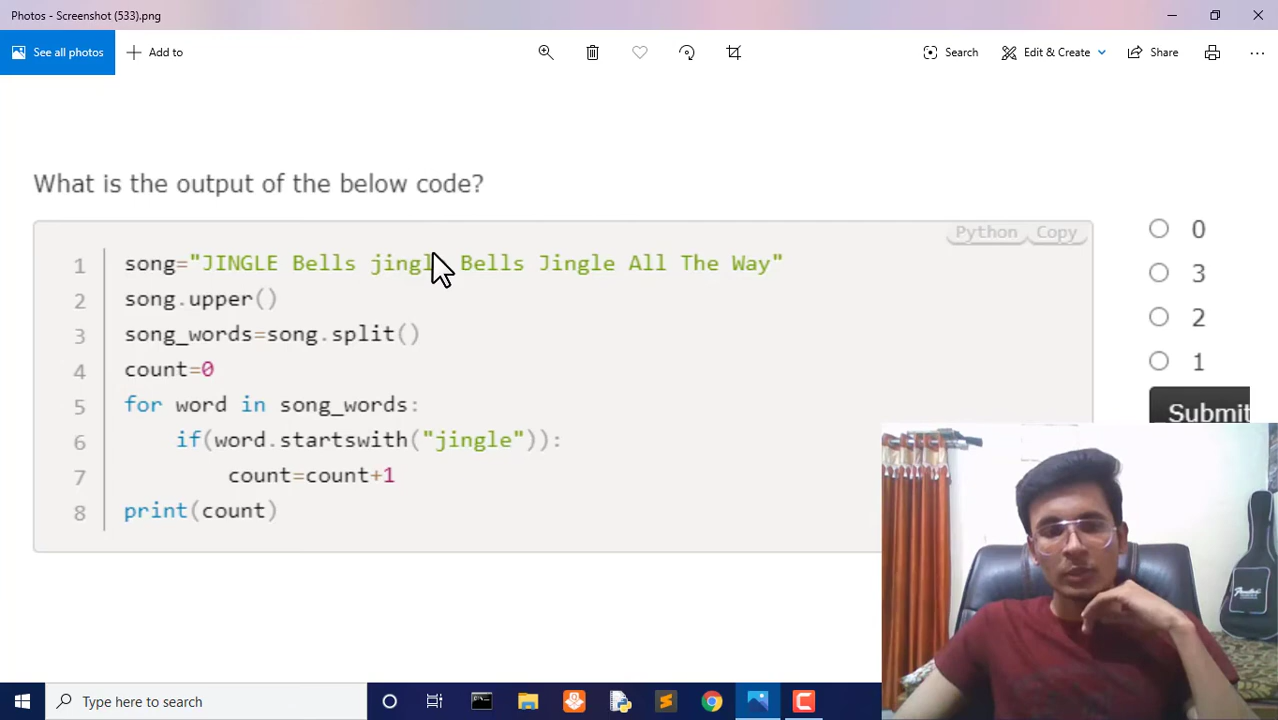 Photos - Screenshot (533).png
See all photos
Add to
Search
Edit & Create
Share
What is the output of the below code?
Python
Copy
1 song="JINGLE Bells jingle Bells Jingle All The Way"
2 song.upper()
3 song_words=song.split()
4 count=0
5 for word in song_words:
6 if(word.startswith("jingle")):
7 count=count+1
8 print(count)
0
3
2
1
Submit
Fender
Type here to search